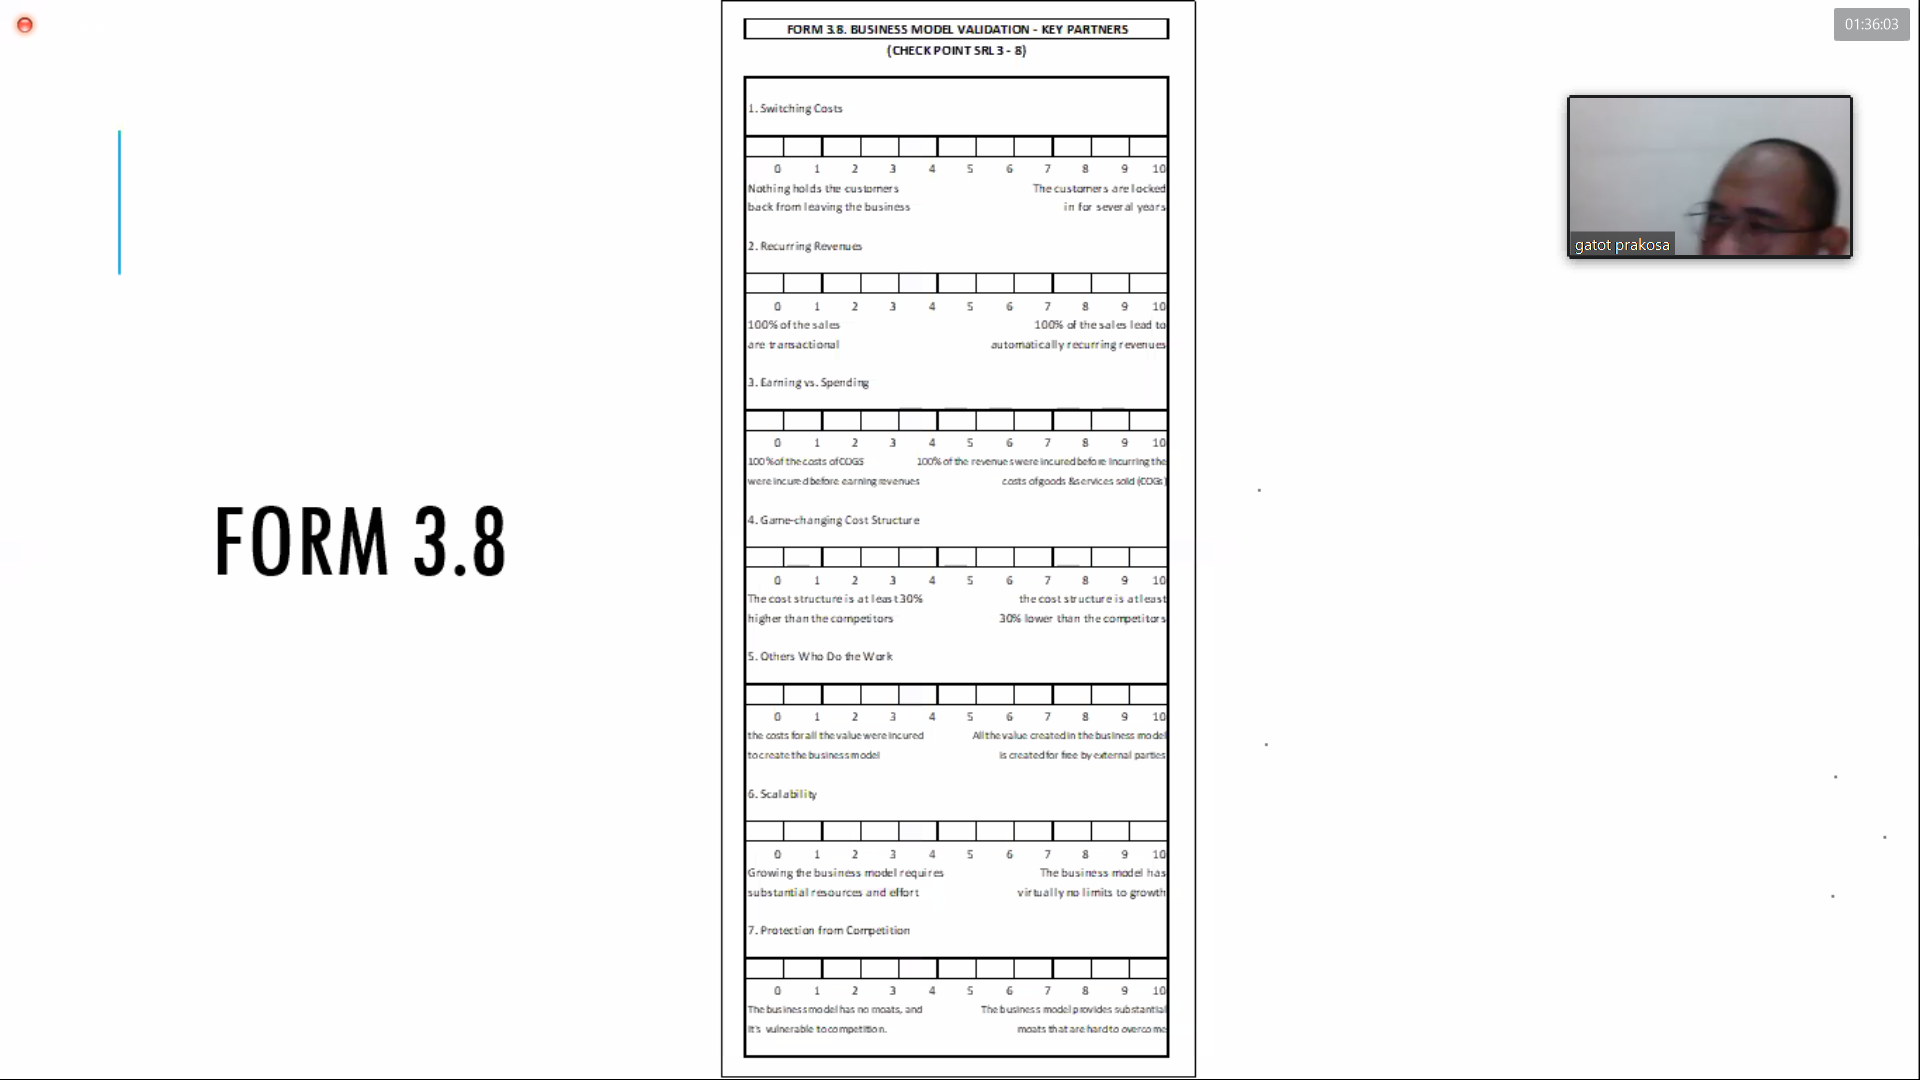 01:36:03
FORM 3.8. BUSINESS MODEL VALIDATION - KEY PARTNERS
(CHECK POINT SRL 3 - 8)
gatot prakosa
FORM 3.8
1. Switching Costs
0 1 2 3 4 5 6 7 8 9 10
Nothing holds the customers The customers are locked
back from leaving the business in for several years
2. Recurring Revenues
0 1 2 3 4 5 6 7 8 9 10
100% of the sales 100% of the sales lead to
are transactional automatically recurring revenues
3. Earning vs. Spending
0 1 2 3 4 5 6 7 8 9 10
100% of the costs of COGS 100% of the revenues were incured before incurring the
were incured before earning revenues costs of goods & services sold (COGs)
4. Game-changing Cost Structure
0 1 2 3 4 5 6 7 8 9 10
The cost structure is at least 30% the cost structure is at least
higher than the competitors 30% lower than the competitors
5. Others Who Do the Work
0 1 2 3 4 5 6 7 8 9 10
the costs for all the value were incured All the value created in the business model
to create the business model is created for free by external parties
6. Scalability
0 1 2 3 4 5 6 7 8 9 10
Growing the business model requires The business model has
substantial resources and effort virtually no limits to growth
7. Protection from Competition
0 1 2 3 4 5 6 7 8 9 10
The business model has no moats, and The business model provides substantial
it's vulnerable to competition. moats that are hard to overcome